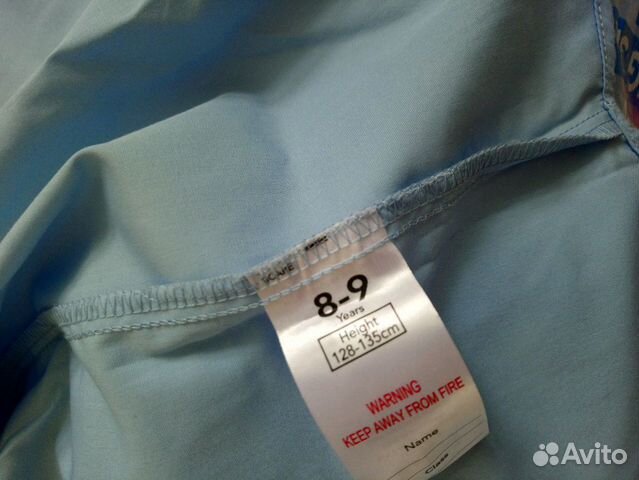 8-9
Years
Height
128-135cm
WARNING
KEEP AWAY FROM FIRE
Name
Class
Avito